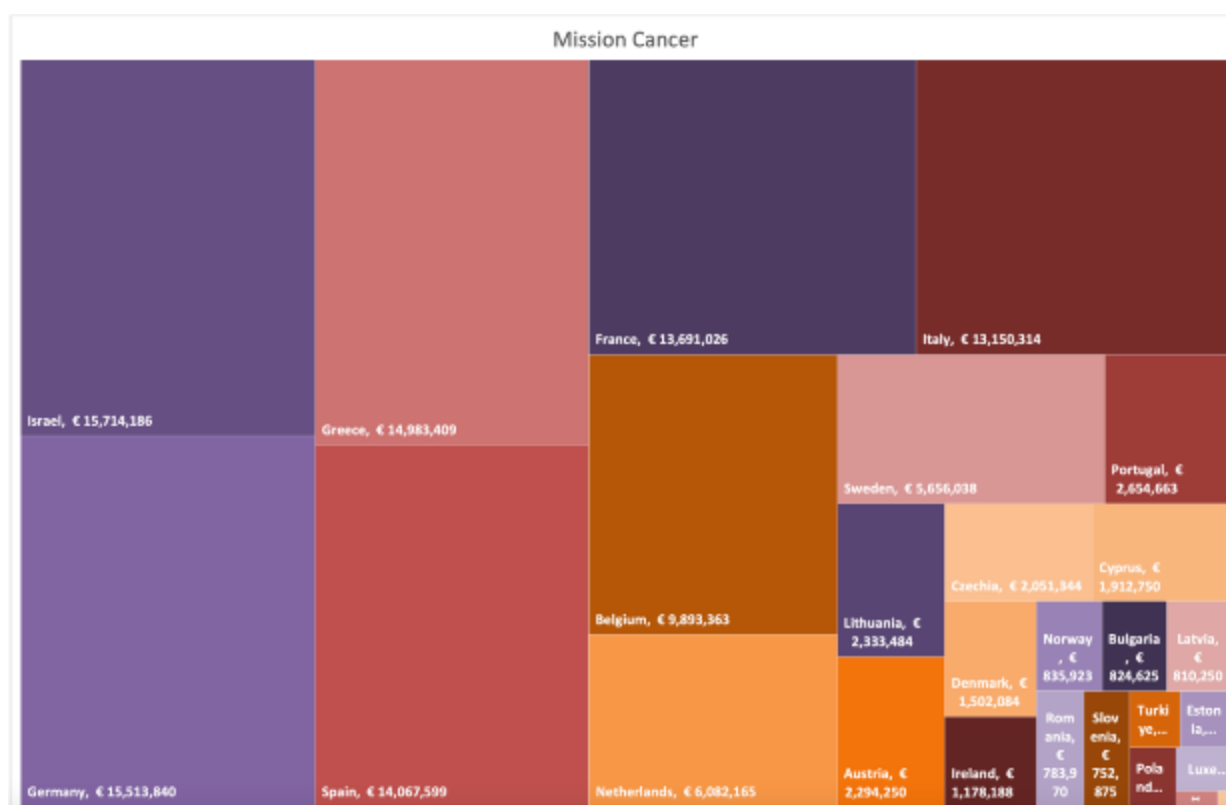 Mission Cancer
Israel, € 15,714,186
Germany, € 15,513,840
Greece, € 14,983,409
Spain, € 14,067,599
France, € 13,691,026
Italy, € 13,150,314
Belgium, € 9,893,363
Netherlands, € 6,082,165
Sweden, € 5,656,038
Portugal, €
2,654,663
Lithuania, €
2,333,484
Austria, €
2,294,250
Czechia, € 2,051,344
Cyprus, €
1,912,750
Denmark, €
1,502,084
Ireland, €
1,178,188
Norway
, €
835,923
Bulgaria
, €
824,625
Latvia,
€
810,250
Rom
ania,
€
783,9
70
Slov
enia,
€
752,
875
Turki
ye,...
Eston
ia,...
Pola
nd...
Luxe...